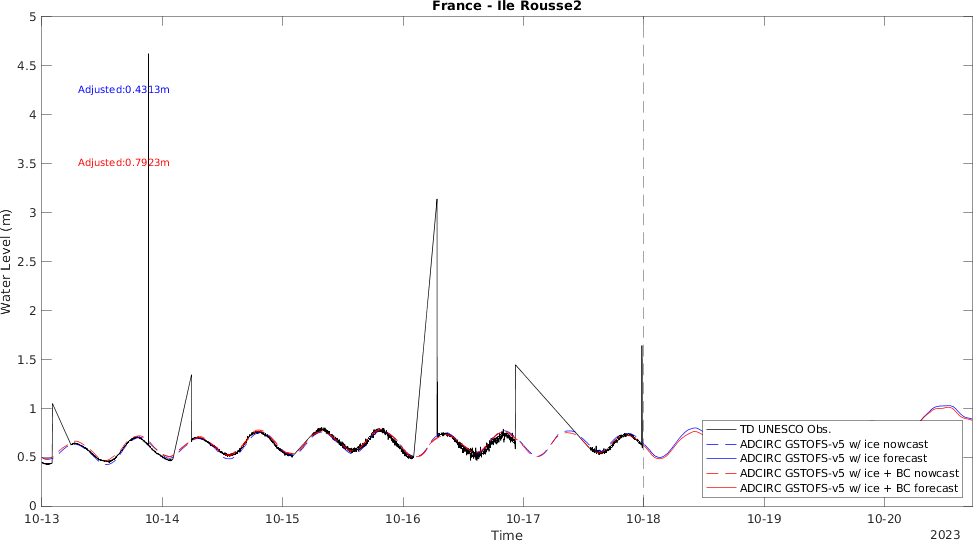 France - Ile Rousse2
5
4.5
4
3.5
3
2.5
2
1.5
1
0.5
0
Water Level (m)
Adjusted:0.4313m
Adjusted:0.7923m
TD UNESCO Obs.
ADCIRC GSTOFS-v5 w/ ice nowcast
ADCIRC GSTOFS-v5 w/ ice forecast
ADCIRC GSTOFS-v5 w/ ice + BC nowcast
ADCIRC GSTOFS-v5 w/ ice + BC forecast
10-13 10-14 10-15 10-16 10-17 10-18 10-19 10-20
Time
2023